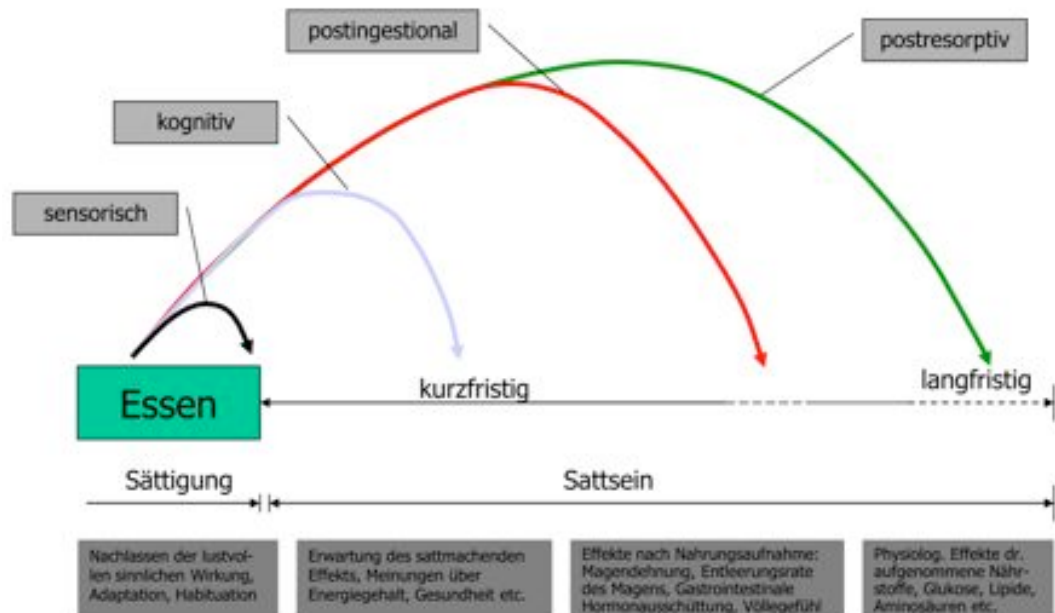 postingestional
postresorptiv
kognitiv
sensorisch
Essen
kurzfristig
langfristig
Sättigung
Sattsein
Nachlassen der lustvol-
len sinnlichen Wirkung,
Adaptation, Habituation
Erwartung des sattmachenden
Effekts, Meinungen über
Energiegehalt, Gesundheit etc.
Effekte nach Nahrungsaufnahme:
Magendehnung, Entleerungsrate
des Magens, Gastrointestinale
Hormonausschüttung, Völlegefühl
Physiolog. Effekte dr.
aufgenommene Nähr-
stoffe, Glukose, Lipide,
Aminosäuren etc.